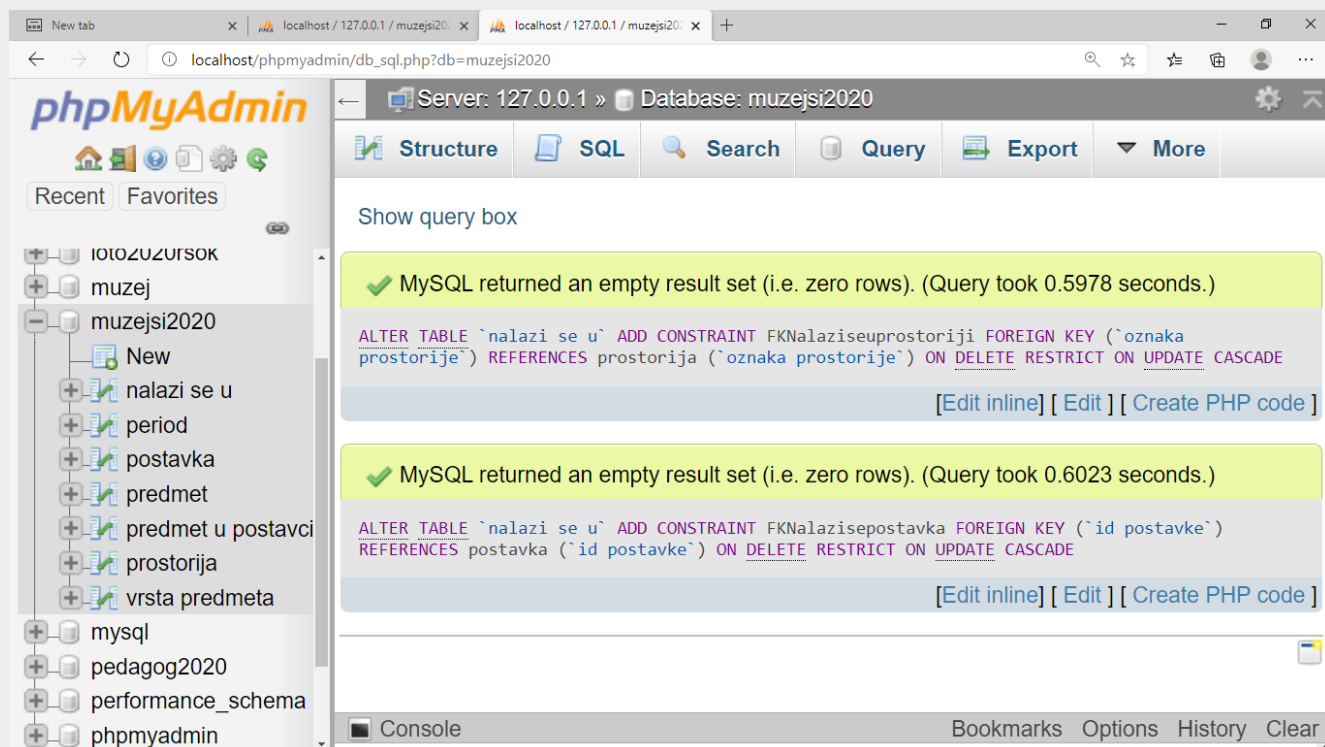 New tab
localhost / 127.0.0.1 / muzejsi20
localhost / 127.0.0.1 / muzejsi20
localhost/phpmyadmin/db_sql.php?db=muzejsi2020
phpMyAdmin
Recent Favorites
loto2020rsok
muzej
muzejsi2020
New
nalazi se u
period
postavka
predmet
predmet u postavci
prostorija
vrsta predmeta
mysql
pedagog2020
performance_schema
phpmyadmin
Server: 127.0.0.1 » Database: muzejsi2020
Structure SQL Search Query Export More
Show query box
MySQL returned an empty result set (i.e. zero rows). (Query took 0.5978 seconds.)
ALTER TABLE `nalazi se u` ADD CONSTRAINT FKNalaziseuprostoriji FOREIGN KEY (`oznaka
prostorije`) REFERENCES prostorija (`oznaka prostorije`) ON DELETE RESTRICT ON UPDATE CASCADE
[Edit inline] [ Edit ] [ Create PHP code ]
MySQL returned an empty result set (i.e. zero rows). (Query took 0.6023 seconds.)
ALTER TABLE `nalazi se u` ADD CONSTRAINT FKNalazisepostavka FOREIGN KEY (`id postavke`)
REFERENCES postavka (`id postavke`) ON DELETE RESTRICT ON UPDATE CASCADE
[Edit inline] [ Edit ] [ Create PHP code ]
Console Bookmarks Options History Clear